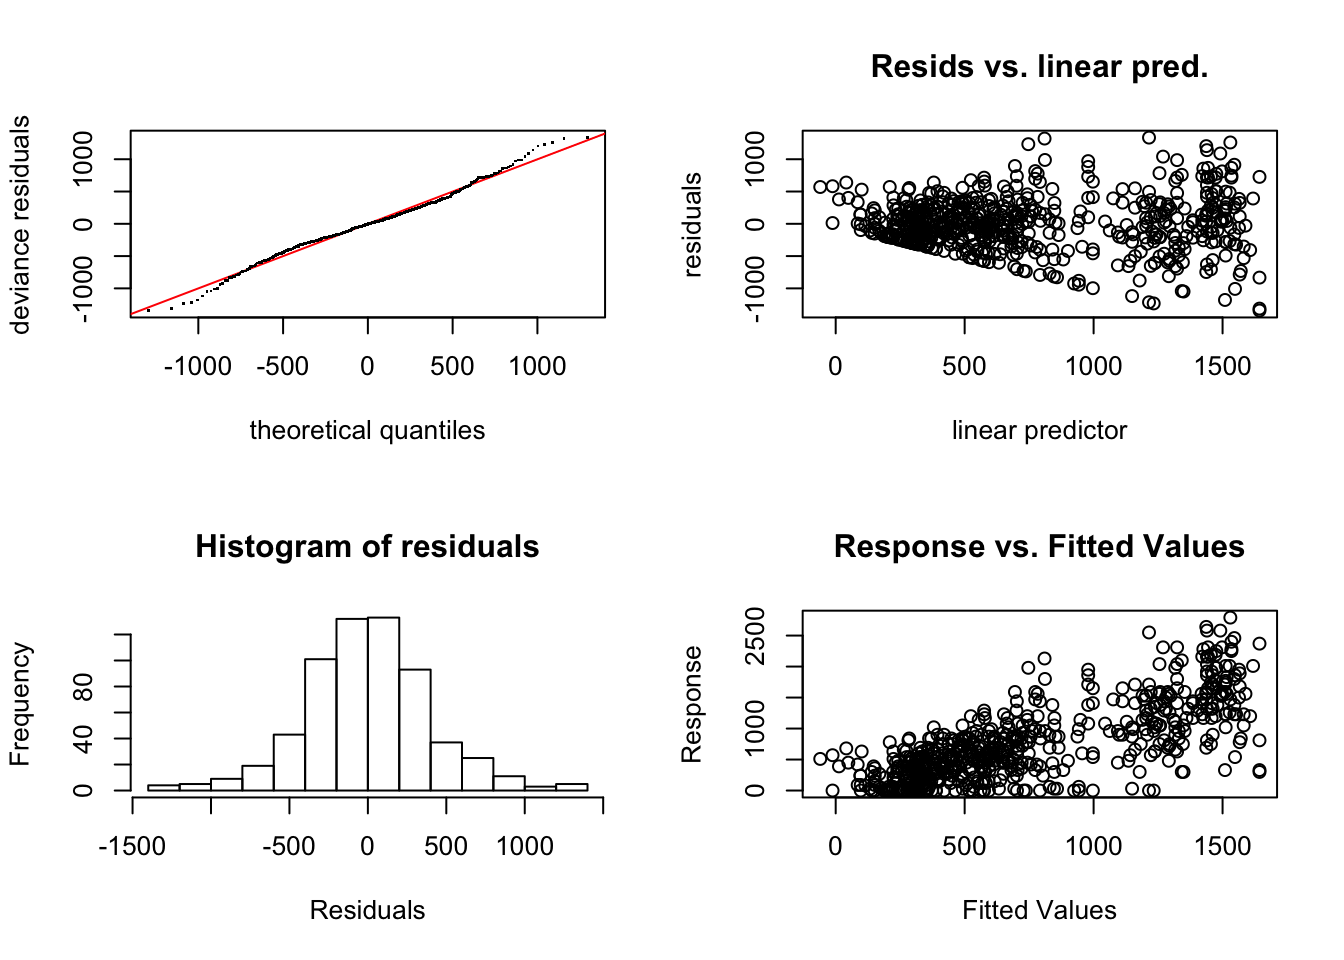 deviance residuals
1000
0
-1000
-1000 -500 0 500 1000
theoretical quantiles
Resids vs. linear pred.
residuals
1000
0
-1000
0 500 1000 1500
linear predictor
Histogram of residuals
Frequency
80
40
0
-1500 -500 0 500 1000
Residuals
Response vs. Fitted Values
Response
2500
1000
0
0 500 1000 1500
Fitted Values